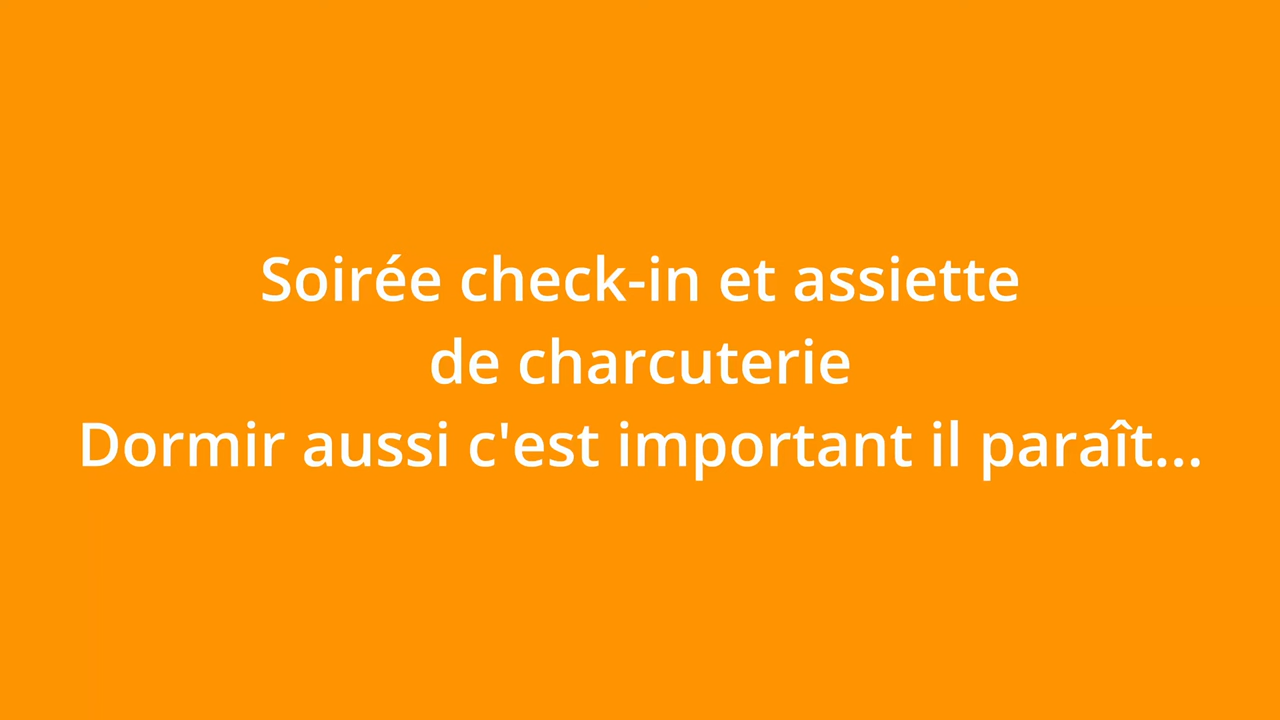 Soirée check-in et assiette
de charcuterie
Dormir aussi c'est important il paraît...